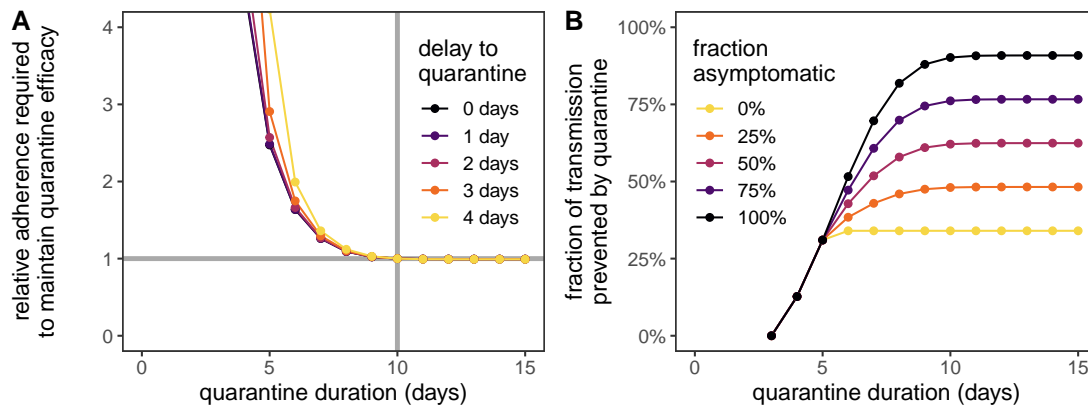 A
relative adherence required
to maintain quarantine efficacy
4
3
2
1
0
delay to
quarantine
0 days
1 day
2 days
3 days
4 days
0
5
10
15
quarantine duration (days)
B
fraction of transmission
prevented by quarantine
100%
75%
50%
25%
0%
fraction
asymptomatic
0%
25%
50%
75%
100%
0
5
10
15
quarantine duration (days)